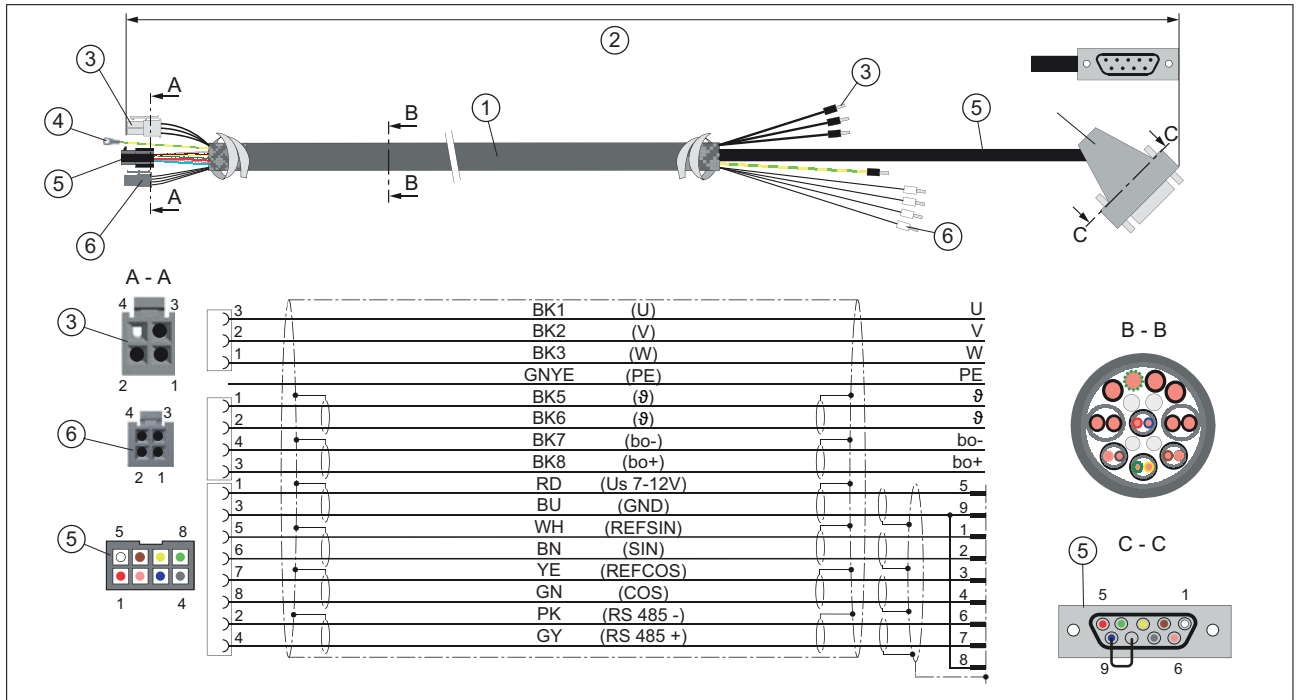 2
3
A
B
3
4
1
5
C
5
B
A
6
6
C
A - A
4 3
3
2 1
4 3
6
2 1
5 8
5
1 4
3 BK1 (U) U
2 BK2 (V) V
1 BK3 (W) W
GNYE (PE) PE
1 BK5 (ϑ) ϑ
2 BK6 (ϑ) ϑ
4 BK7 (bo-) bo-
3 BK8 (bo+) bo+
1 RD (Us 7-12V) 5
3 BU (GND) 9
5 WH (REFSIN) 1
6 BN (SIN) 2
7 YE (REFCOS) 3
8 GN (COS) 4
2 PK (RS 485 -) 6
4 GY (RS 485 +) 7
8
B - B
5 C - C
5 1
9 6